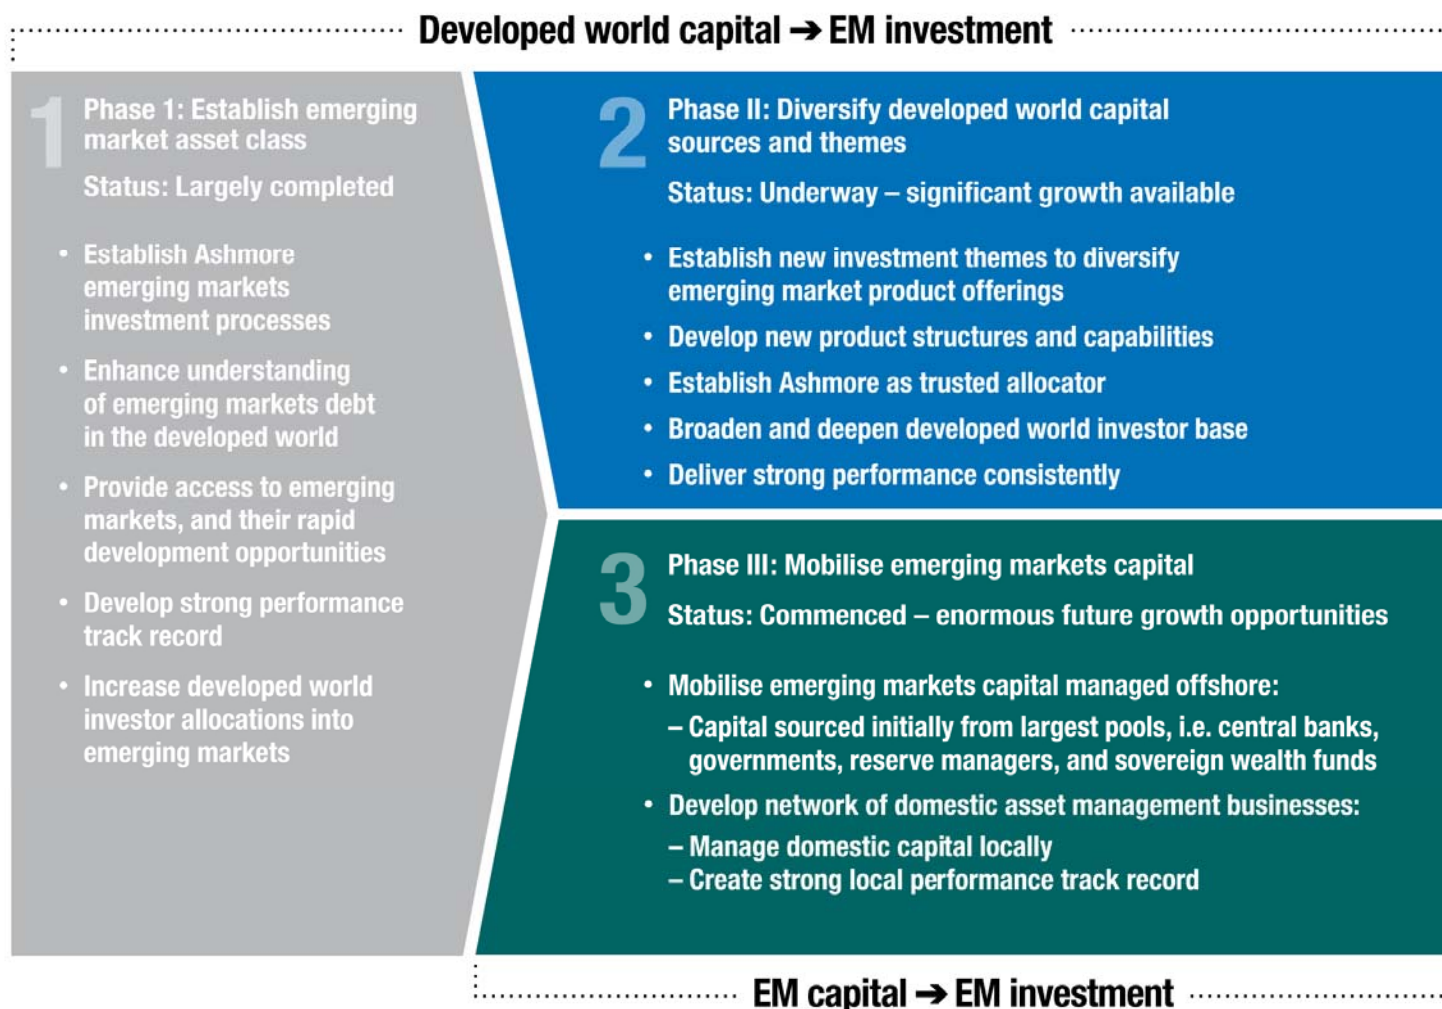 Developed world capital ➔ EM investment
1
Phase 1: Establish emerging
market asset class
Status: Largely completed
• Establish Ashmore
emerging markets
investment processes
• Enhance understanding
of emerging markets debt
in the developed world
• Provide access to emerging
markets, and their rapid
development opportunities
• Develop strong performance
track record
• Increase developed world
investor allocations into
emerging markets
2
Phase II: Diversify developed world capital
sources and themes
Status: Underway – significant growth available
• Establish new investment themes to diversify
emerging market product offerings
• Develop new product structures and capabilities
• Establish Ashmore as trusted allocator
• Broaden and deepen developed world investor base
• Deliver strong performance consistently
3
Phase III: Mobilise emerging markets capital
Status: Commenced – enormous future growth opportunities
• Mobilise emerging markets capital managed offshore:
– Capital sourced initially from largest pools, i.e. central banks,
governments, reserve managers, and sovereign wealth funds
• Develop network of domestic asset management businesses:
– Manage domestic capital locally
– Create strong local performance track record
EM capital ➔ EM investment